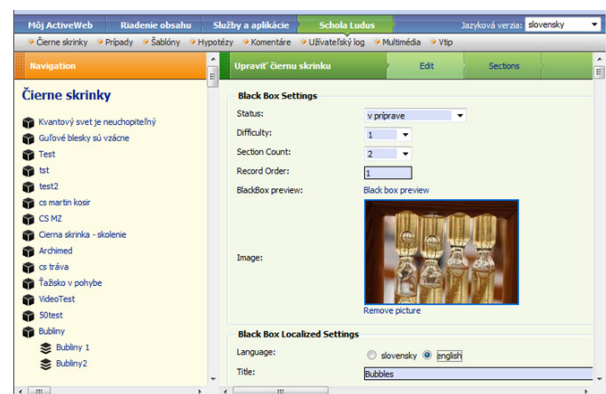 Môj ActiveWeb Riadenie obsahu Služby a aplikácie Schola Ludus Jazyková verzia: slovensky
Čierne skrinky Prípady Šablóny Hypotézy Komentáre Užívateľský log Multimédia Vtip
Navigation
Čierne skrinky
Kvantový svet je neuchopiteľný
Guľové blesky sú vzácne
Test
tst
test2
cs martin kosir
CS MZ
Cierna skrinka - skolenie
Archimed
cs tráva
Ťažisko v pohybe
VideoTest
50test
Bubliny
Bubliny 1
Bubliny2
Upraviť čiernu skrinku Edit Sections
Black Box Settings
Status: v príprave
Difficulty: 1
Section Count: 2
Record Order: 1
BlackBox preview: Black box preview
Image:
Remove picture
Black Box Localized Settings
Language: slovensky english
Title: Bubbles